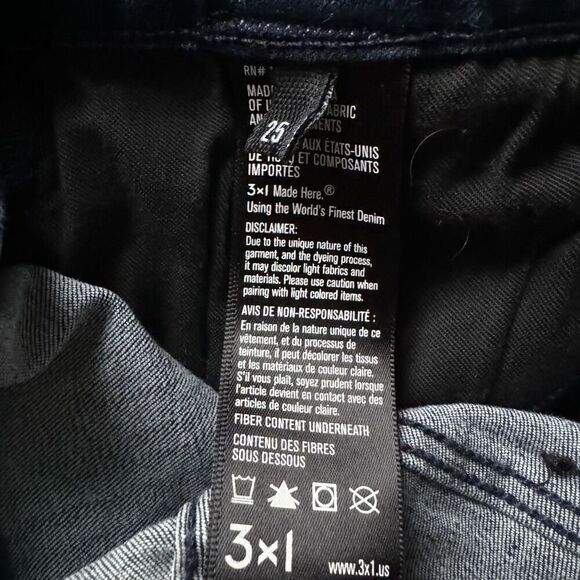 RN#
MADE
OF FABRIC
AN
25
AUX ÉTATS-UNIS
ET COMPOSANTS
IMPORTÉS
3×1 Made Here.®
Using the World's Finest Denim
DISCLAIMER:
Due to the unique nature of this
garment, and the dyeing process,
it may discolor light fabrics and
materials. Please use caution when
pairing with light colored items.
AVIS DE NON-RESPONSABILITÉ :
En raison de la nature unique de ce
vêtement, et du processus de
teinture, il peut décolorer les tissus
et les matériaux de couleur claire.
S'il vous plaît, soyez prudent lorsque
l'article devient en contact avec des
articles de couleur claire.
FIBER CONTENT UNDERNEATH
CONTENU DES FIBRES
SOUS DESSOUS
3×1
www.3x1.us